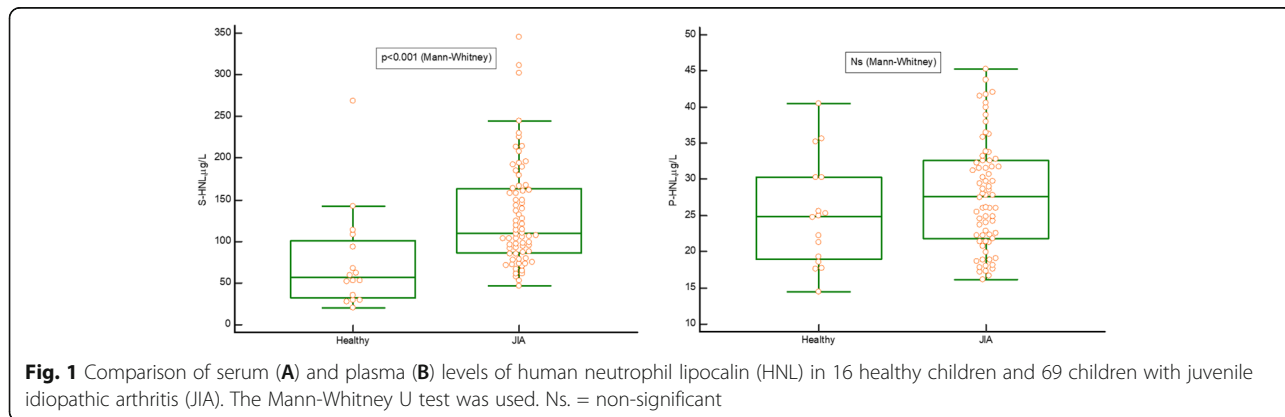 350
300
250
200
150
100
50
0
S-HNL,µg/L
p<0.001 (Mann-Whitney)
Healthy
JIA
50
45
40
35
30
25
20
15
10
P-HNL,µg/L
Ns (Mann-Whitney)
Healthy
JIA
Fig. 1 Comparison of serum (A) and plasma (B) levels of human neutrophil lipocalin (HNL) in 16 healthy children and 69 children with juvenile
idiopathic arthritis (JIA). The Mann-Whitney U test was used. Ns. = non-significant